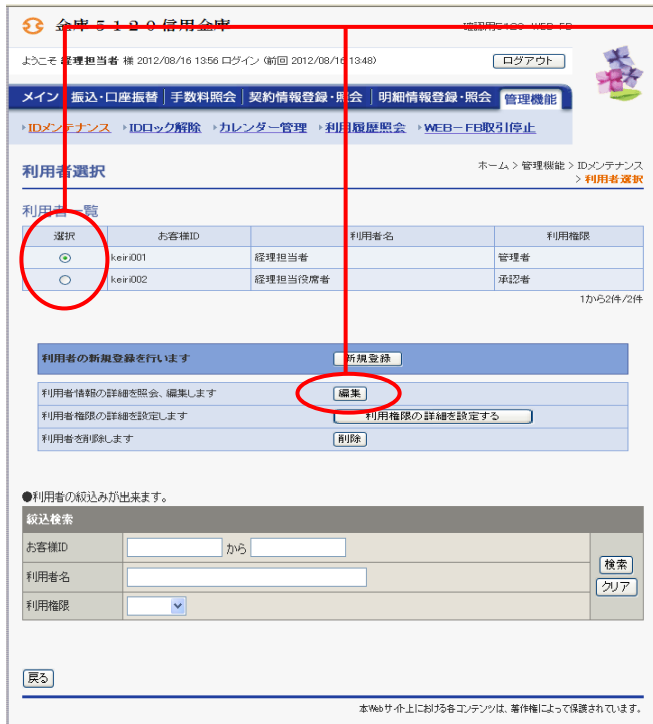 金庫5120信用金庫
確認用5120 WEB-FB
ようこそ 経理担当者 様 2012/08/16 13:56 ログイン (前回 2012/08/16 13:48)
ログアウト
メイン 振込・口座振替 手数料照会 契約情報登録・照会 明細情報登録・照会 管理機能
IDメンテナンス IDロック解除 カレンダー管理 利用履歴照会 WEB-FB取引停止
利用者選択
ホーム > 管理機能 > IDメンテナンス
> 利用者選択
利用者一覧
選択 お客様ID 利用者名 利用権限
keiri001 経理担当者 管理者
keiri002 経理担当役席者 承認者
1から2件/2件
利用者の新規登録を行います 新規登録
利用者情報の詳細を照会、編集します 編集
利用者権限の詳細を設定します 利用権限の詳細を設定する
利用者を削除します 削除
●利用者の絞込みが出来ます。
絞込検索
お客様ID から
利用者名
利用権限
検索
クリア
戻る
本Webサイト上における各コンテンツは、著作権によって保護されています。